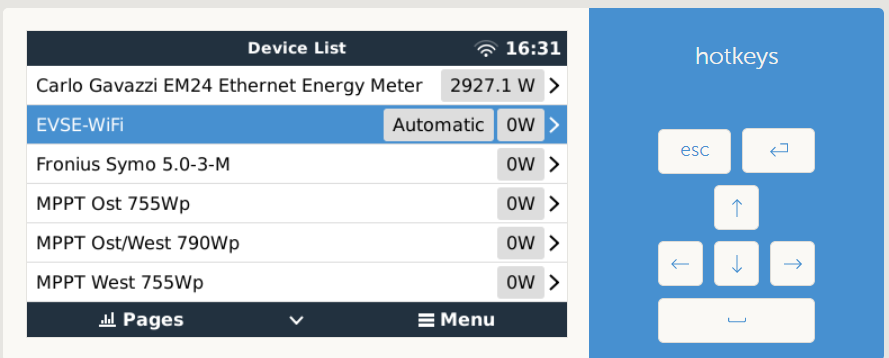 Device List 16:31
Carlo Gavazzi EM24 Ethernet Energy Meter 2927.1 W
EVSE-WiFi Automatic 0W
Fronius Symo 5.0-3-M 0W
MPPT Ost 755Wp 0W
MPPT Ost/West 790Wp 0W
MPPT West 755Wp 0W
Pages Menu
hotkeys
esc